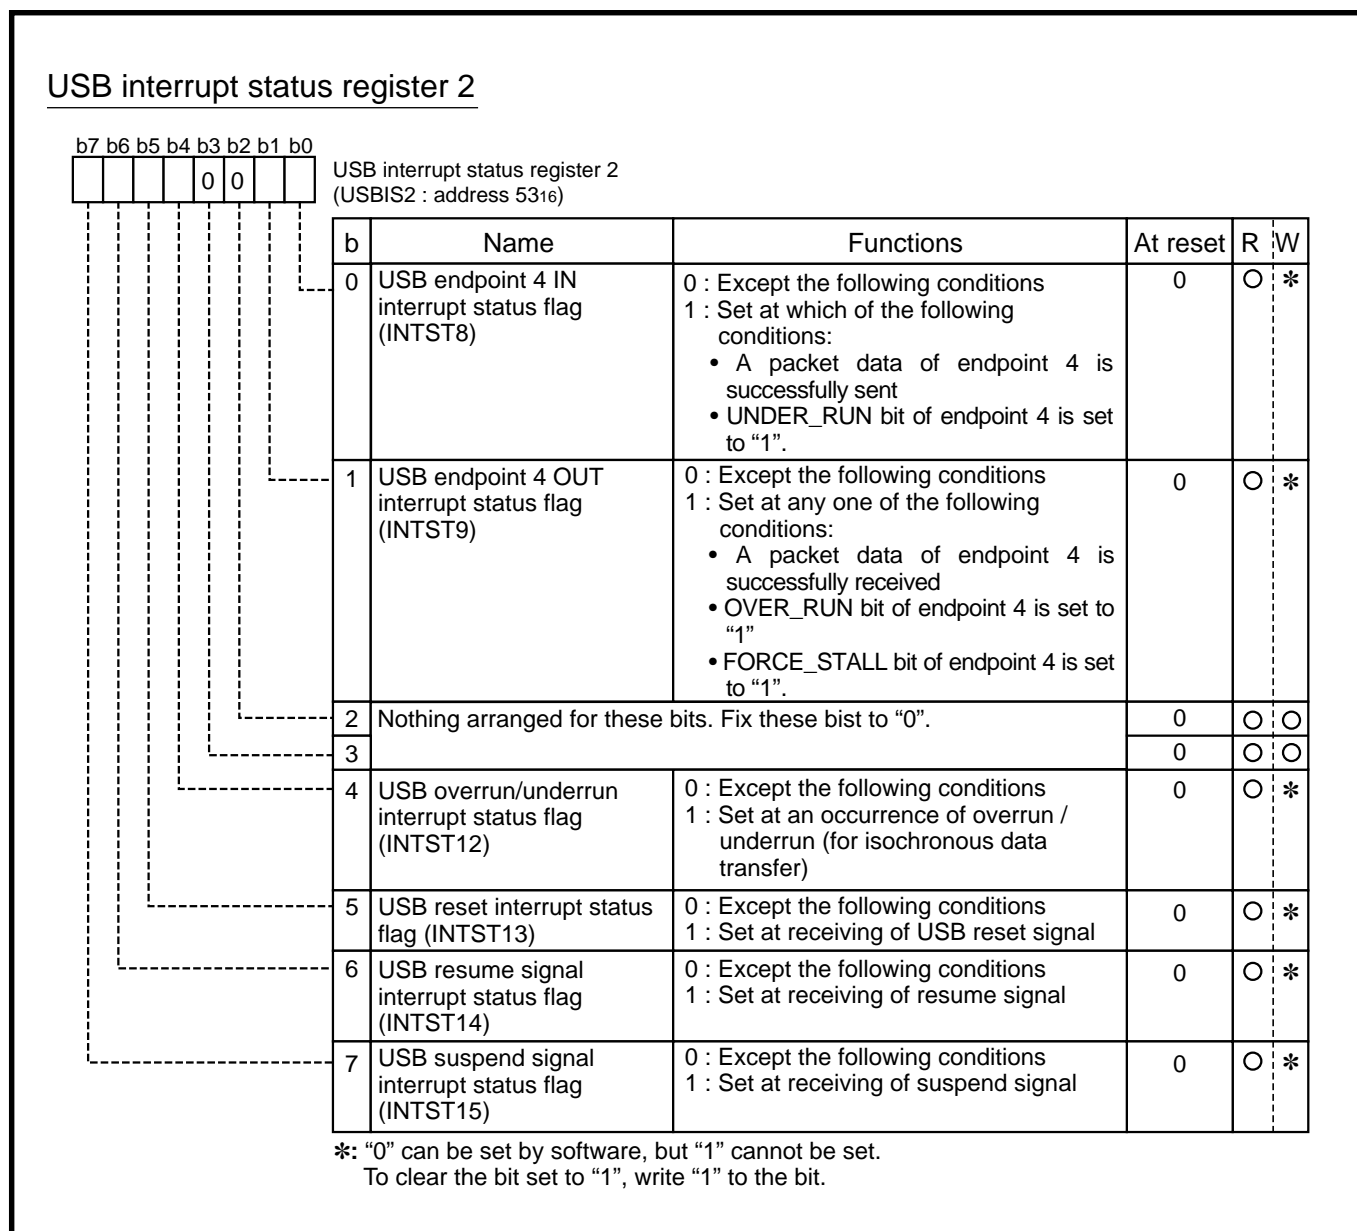 USB interrupt status register 2
b7 b6 b5 b4 b3 b2 b1 b0
0 0
USB interrupt status register 2
(USBIS2 : address 5316)
b Name Functions At reset R W
0 USB endpoint 4 IN 0 : Except the following conditions 0 ○ ✻
interrupt status flag 1 : Set at which of the following
(INTST8) conditions:
• A packet data of endpoint 4 is
successfully sent
• UNDER_RUN bit of endpoint 4 is set
to “1”.
1 USB endpoint 4 OUT 0 : Except the following conditions 0 ○ ✻
interrupt status flag 1 : Set at any one of the following
(INTST9) conditions:
• A packet data of endpoint 4 is
successfully received
• OVER_RUN bit of endpoint 4 is set to
“1”
• FORCE_STALL bit of endpoint 4 is set
to “1”.
2 Nothing arranged for these bits. Fix these bist to “0”. 0 ○ ○
3 0 ○ ○
4 USB overrun/underrun 0 : Except the following conditions 0 ○ ✻
interrupt status flag 1 : Set at an occurrence of overrun /
(INTST12) underrun (for isochronous data
transfer)
5 USB reset interrupt status 0 : Except the following conditions 0 ○ ✻
flag (INTST13) 1 : Set at receiving of USB reset signal
6 USB resume signal 0 : Except the following conditions 0 ○ ✻
interrupt status flag 1 : Set at receiving of resume signal
(INTST14)
7 USB suspend signal 0 : Except the following conditions 0 ○ ✻
interrupt status flag 1 : Set at receiving of suspend signal
(INTST15)
✻: “0” can be set by software, but “1” cannot be set.
To clear the bit set to “1”, write “1” to the bit.